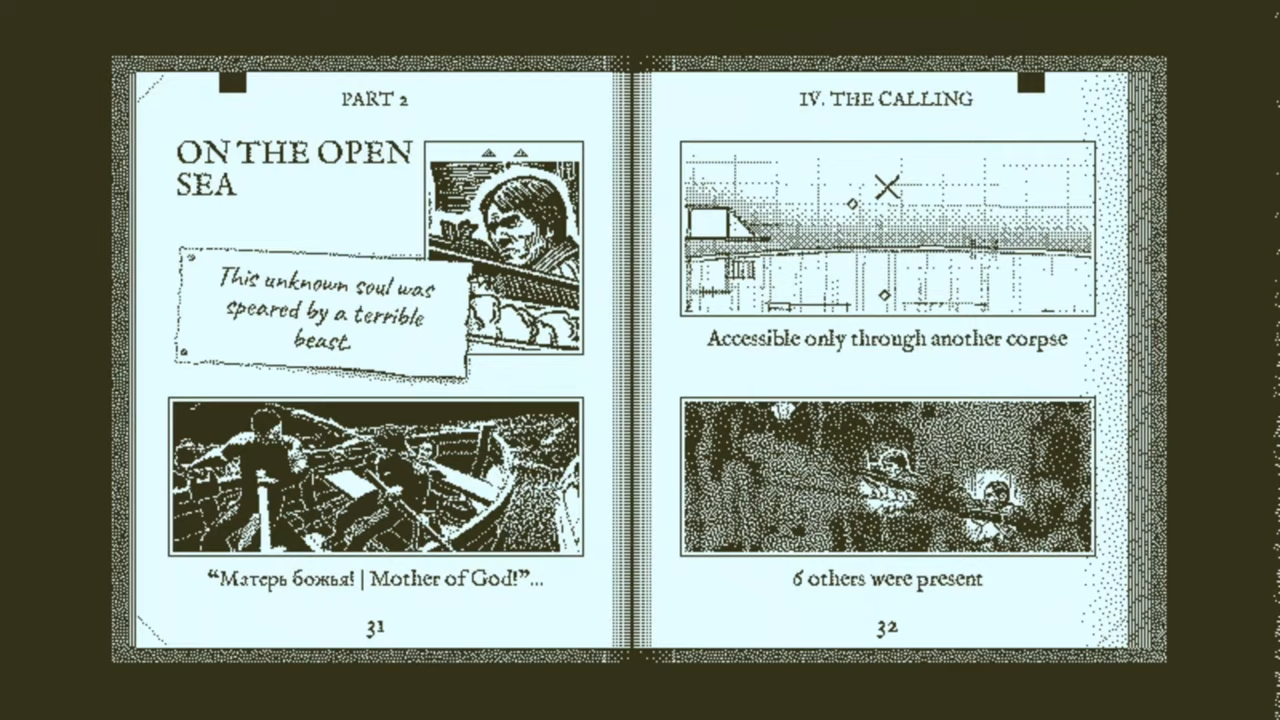 PART 2
ON THE OPEN
SEA
This unknown soul was
speared by a terrible
beast.
“Матерь божья! | Mother of God!”...
31
IV. THE CALLING
Accessible only through another corpse
6 others were present
32